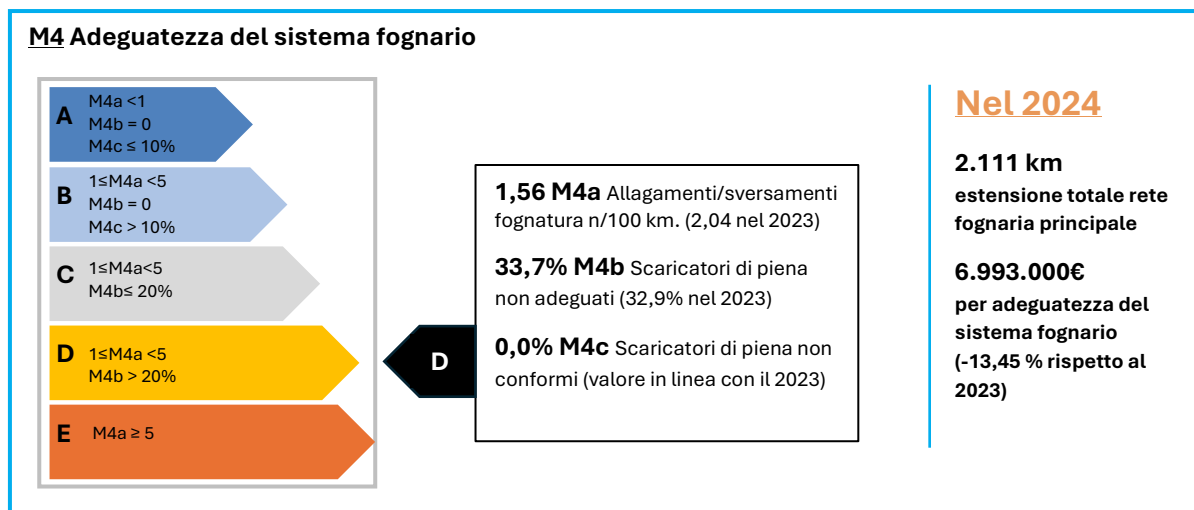 M4 Adeguatezza del sistema fognario
A
M4a <1
M4b = 0
M4c ≤ 10%
B
1≤M4a <5
M4b = 0
M4c > 10%
C
1≤M4a<5
M4b≤ 20%
D
1≤M4a <5
M4b > 20%
E
M4a ≥ 5
D
1,56 M4a Allagamenti/sversamenti
fognatura n/100 km. (2,04 nel 2023)
33,7% M4b Scaricatori di piena
non adeguati (32,9% nel 2023)
0,0% M4c Scaricatori di piena non
conformi (valore in linea con il 2023)
Nel 2024
2.111 km
estensione totale rete
fognaria principale
6.993.000€
per adeguatezza del
sistema fognario
(-13,45 % rispetto al
2023)